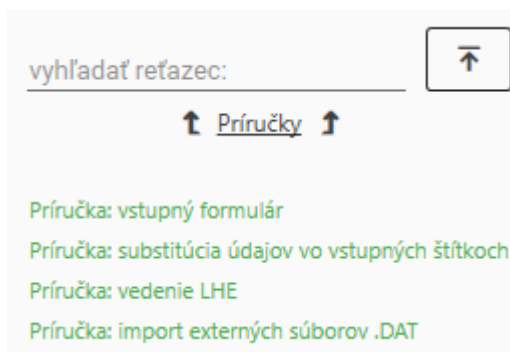 vyhľadať reťazec:
Príručky
Príručka: vstupný formulár
Príručka: substitúcia údajov vo vstupných štítkoch
Príručka: vedenie LHE
Príručka: import externých súborov .DAT